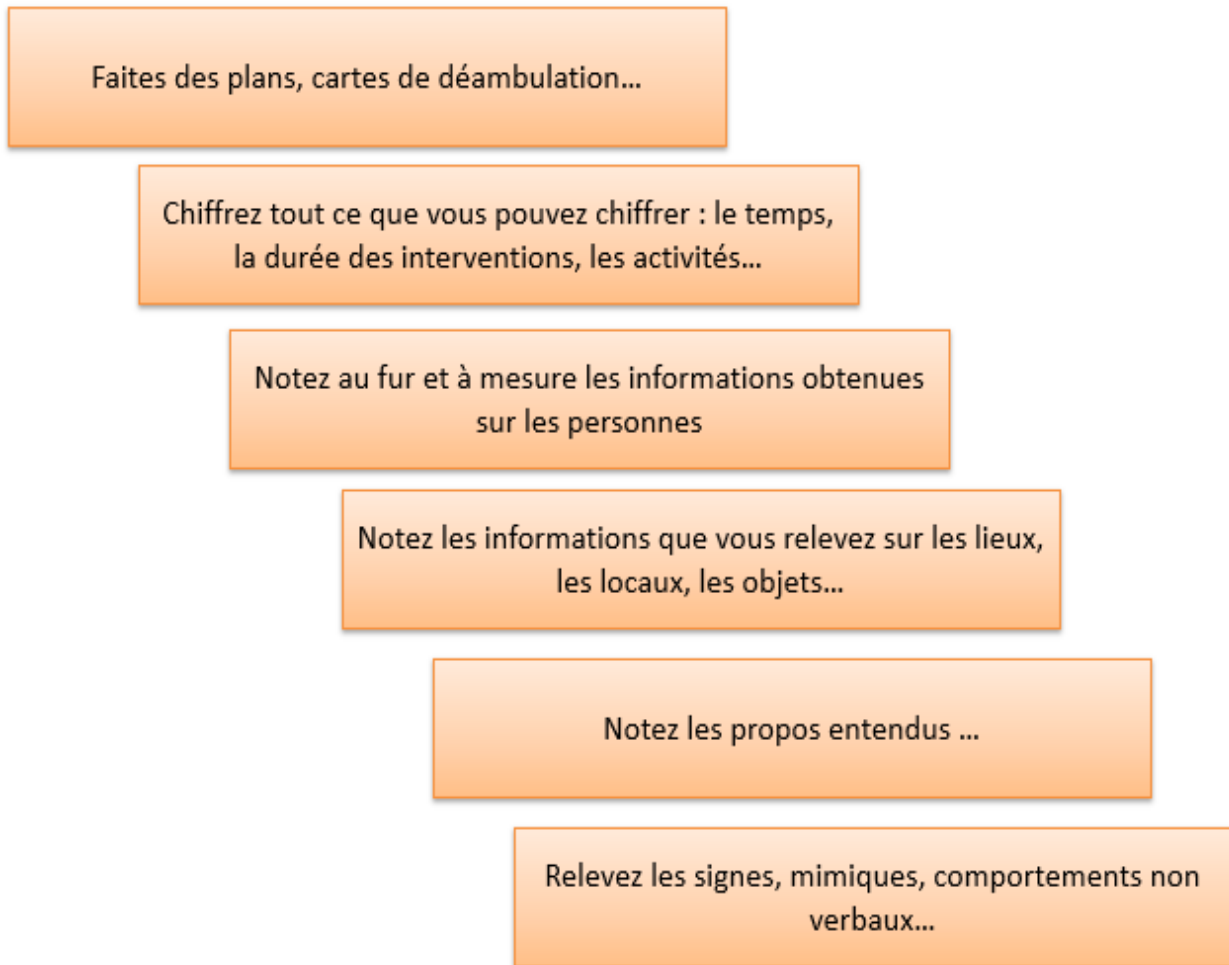 Faites des plans, cartes de déambulation...
Chiffrez tout ce que vous pouvez chiffrer : le temps,
la durée des interventions, les activités...
Notez au fur et à mesure les informations obtenues
sur les personnes
Notez les informations que vous relevez sur les lieux,
les locaux, les objets...
Notez les propos entendus ...
Relevez les signes, mimiques, comportements non
verbaux...